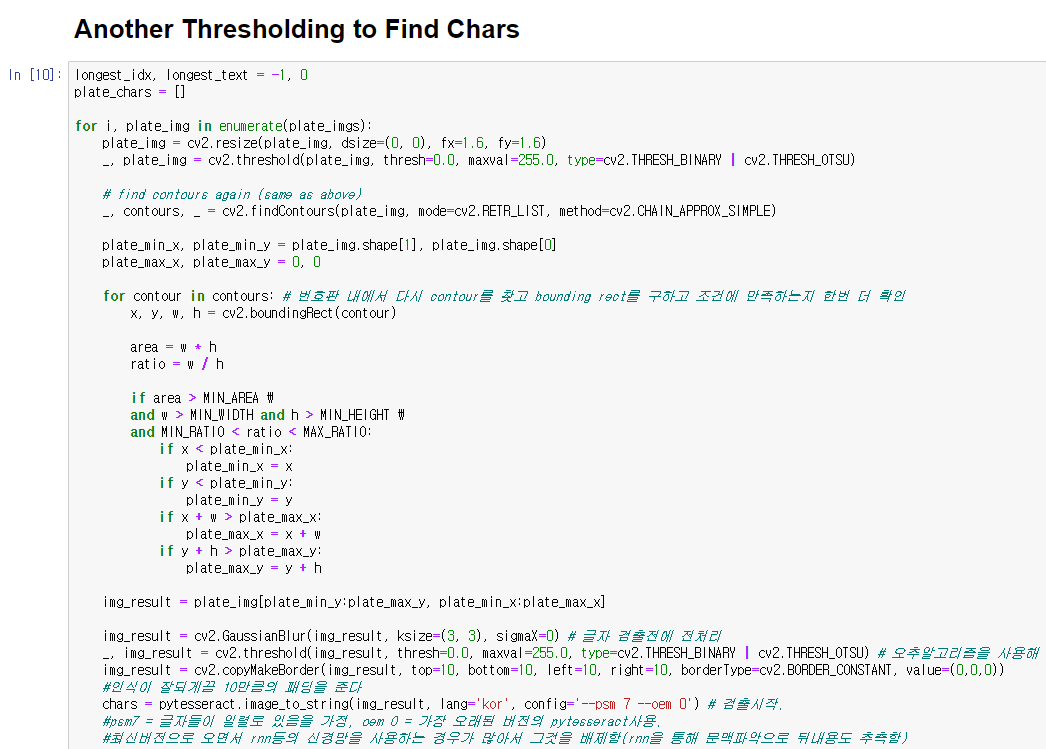 Another Thresholding to Find Chars
In [10]: longest_idx, longest_text = -1, 0
plate_chars = []
for i, plate_img in enumerate(plate_imgs):
plate_img = cv2.resize(plate_img, dsize=(0, 0), fx=1.6, fy=1.6)
_, plate_img = cv2.threshold(plate_img, thresh=0.0, maxval=255.0, type=cv2.THRESH_BINARY | cv2.THRESH_OTSU)
# find contours again (same as above)
_, contours, _ = cv2.findContours(plate_img, mode=cv2.RETR_LIST, method=cv2.CHAIN_APPROX_SIMPLE)
plate_min_x, plate_min_y = plate_img.shape[1], plate_img.shape[0]
plate_max_x, plate_max_y = 0, 0
for contour in contours: # 번호판 내에서 다시 contour를 찾고 bounding rect를 구하고 조건에 만족하는지 한번 더 확인
x, y, w, h = cv2.boundingRect(contour)
area = w * h
ratio = w / h
if area > MIN_AREA ₩
and w > MIN_WIDTH and h > MIN_HEIGHT ₩
and MIN_RATIO < ratio < MAX_RATIO:
if x < plate_min_x:
plate_min_x = x
if y < plate_min_y:
plate_min_y = y
if x + w > plate_max_x:
plate_max_x = x + w
if y + h > plate_max_y:
plate_max_y = y + h
img_result = plate_img[plate_min_y:plate_max_y, plate_min_x:plate_max_x]
img_result = cv2.GaussianBlur(img_result, ksize=(3, 3), sigmaX=0) # 글자 검출전에 전처리
_, img_result = cv2.threshold(img_result, thresh=0.0, maxval=255.0, type=cv2.THRESH_BINARY | cv2.THRESH_OTSU) # 오추알고리즘을 사용해
img_result = cv2.copyMakeBorder(img_result, top=10, bottom=10, left=10, right=10, borderType=cv2.BORDER_CONSTANT, value=(0,0,0))
#인식이 잘되게끔 10만큼의 패딩을 준다
chars = pytesseract.image_to_string(img_result, lang='kor', config='--psm 7 --oem 0') # 검출시작.
#psm7 = 글자들이 일렬로 있음을 가정, oem 0 = 가장 오래된 버전의 pytesseract사용.
#최신버전으로 오면서 rnn등의 신경망을 사용하는 경우가 많아서 그것을 배제함(rnn을 통해 문맥파악으로 뒤내용도 추측함)